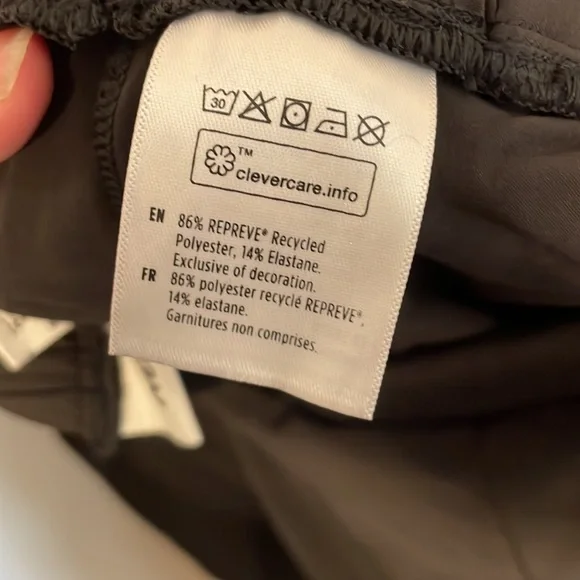 30
™
clevercare.info
EN 86% REPREVE® Recycled
Polyester, 14% Elastane.
Exclusive of decoration.
FR 86% polyester recyclé REPREVE®,
14% elastane.
Garnitures non comprises.